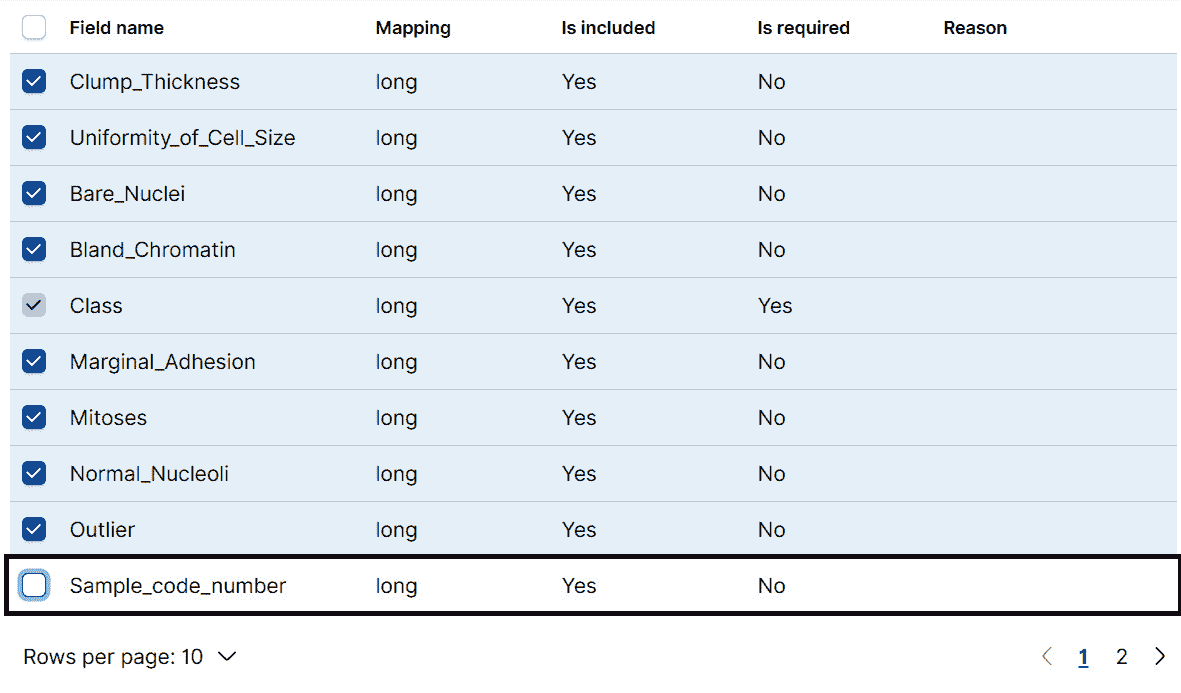 Field name Mapping Is included Is required Reason
Clump_Thickness long Yes No
Uniformity_of_Cell_Size long Yes No
Bare_Nuclei long Yes No
Bland_Chromatin long Yes No
Class long Yes Yes
Marginal_Adhesion long Yes No
Mitoses long Yes No
Normal_Nucleoli long Yes No
Outlier long Yes No
Sample_code_number long Yes No
Rows per page: 10 1 2